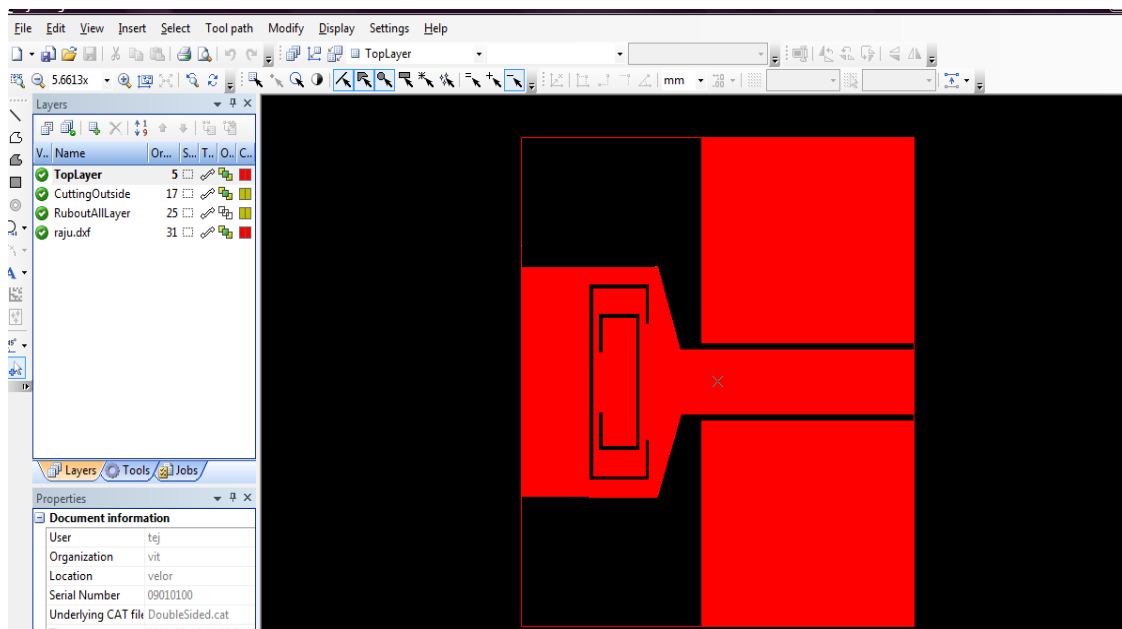 File Edit View Insert Select Tool path Modify Display Settings Help
TopLayer
5.6613x mm
Layers
V.. Name Or... S... T.. O.. C..
TopLayer 5
CuttingOutside 17
RuboutAllLayer 25
raju.dxf 31
Layers Tools Jobs
Properties
Document information
User tej
Organization vit
Location velor
Serial Number 09010100
Underlying CAT file DoubleSided.cat